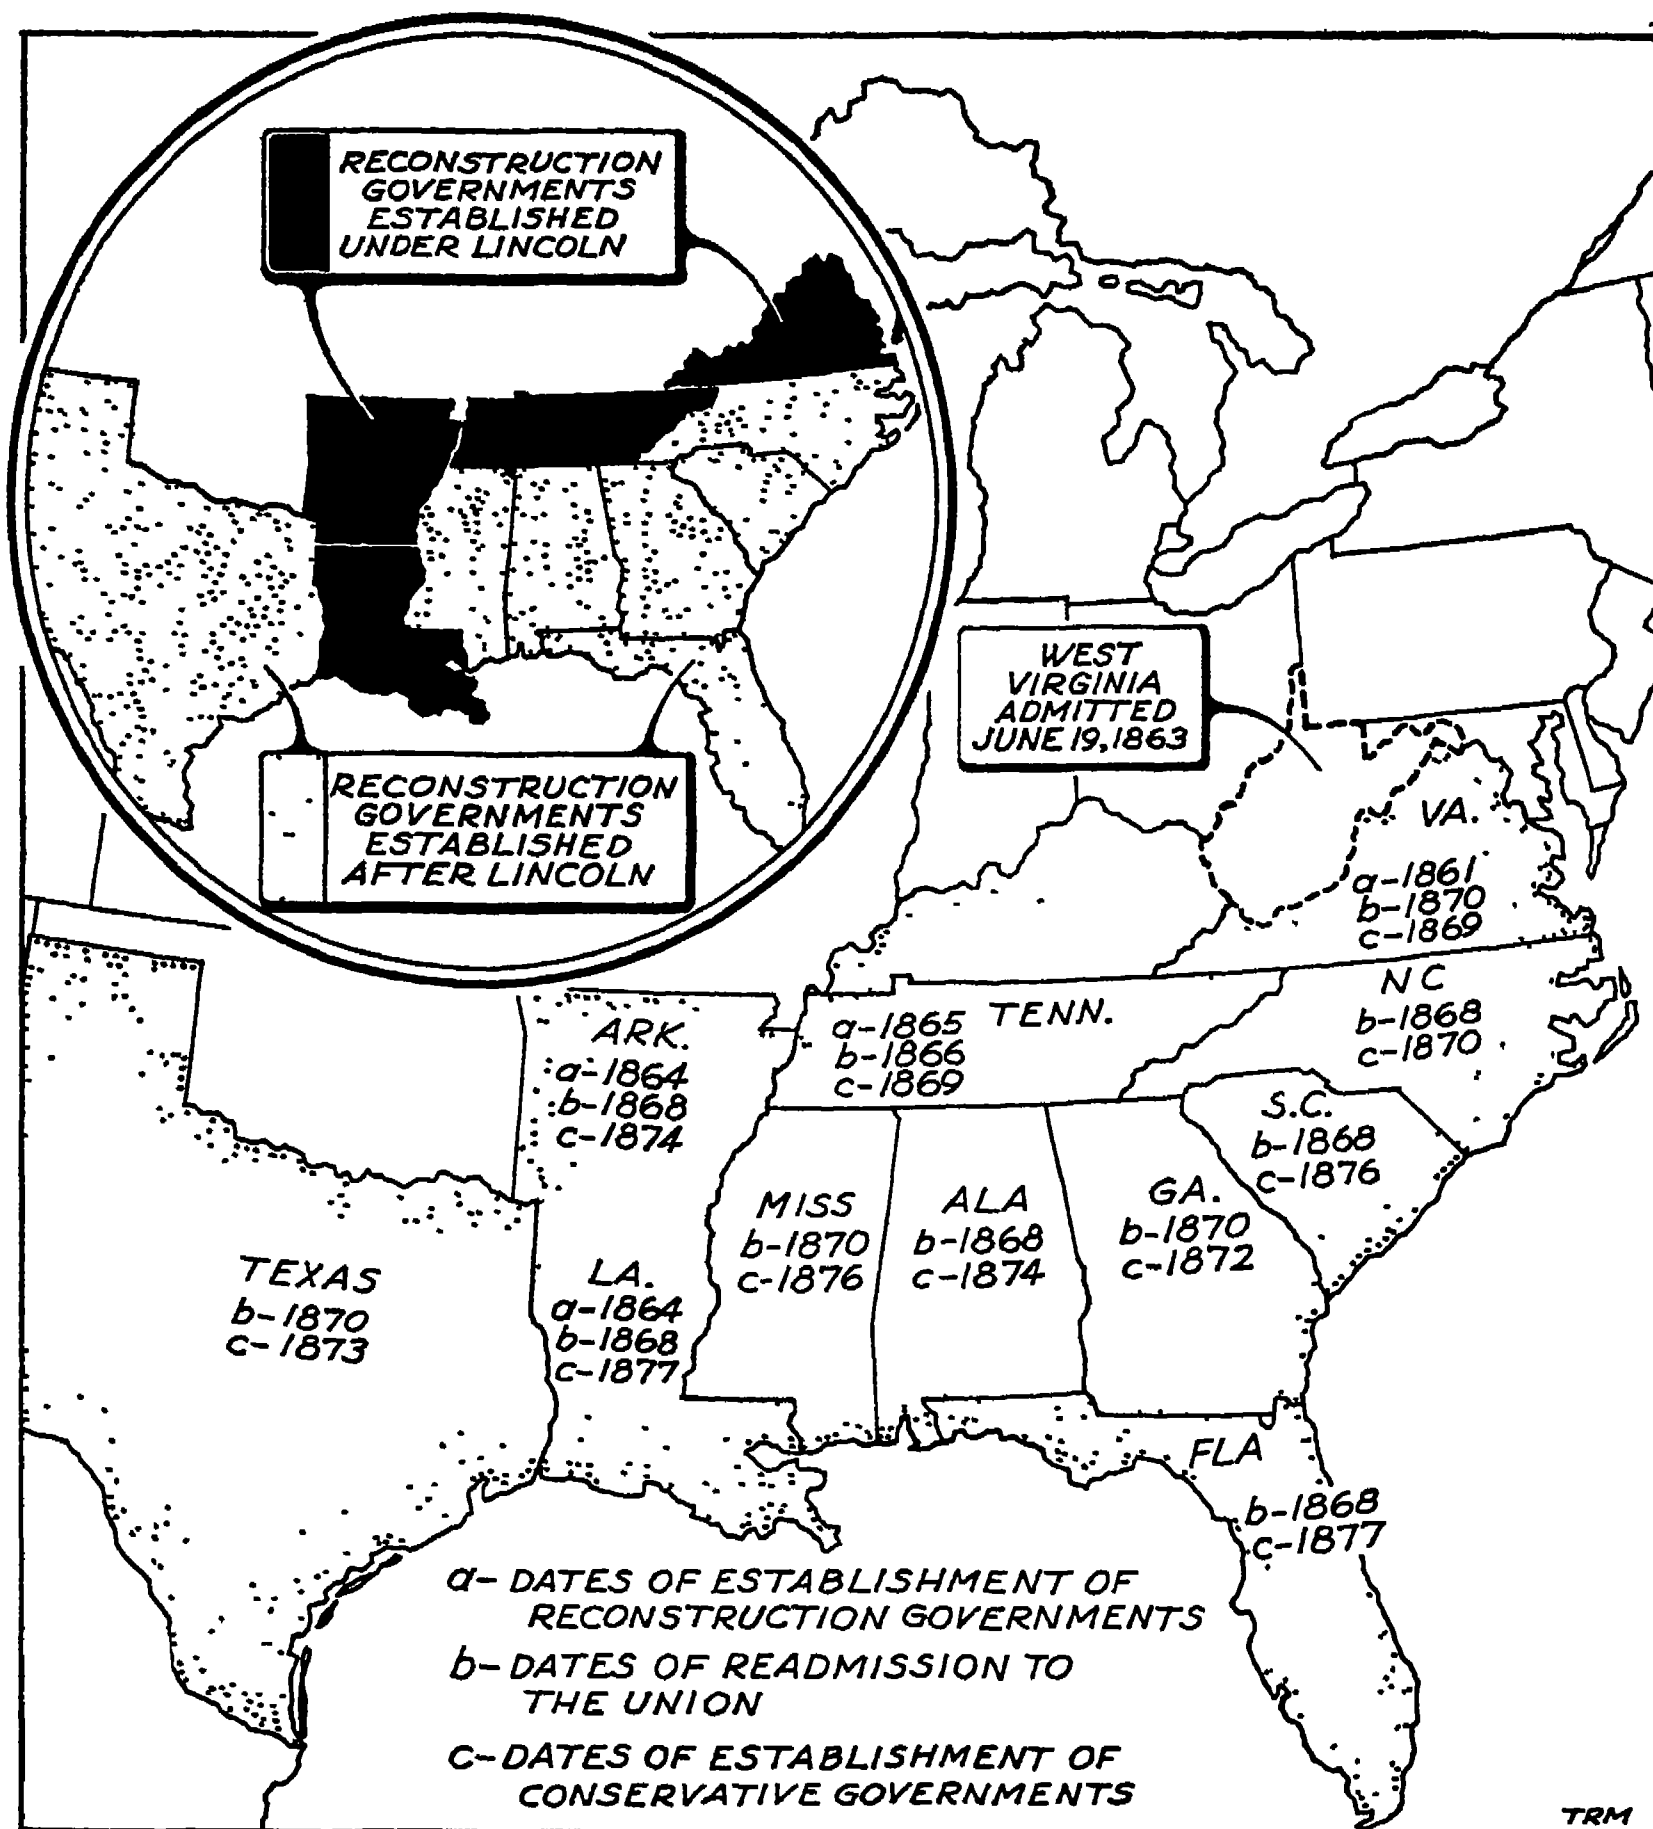 RECONSTRUCTION
GOVERNMENTS
ESTABLISHED
UNDER LINCOLN
RECONSTRUCTION
GOVERNMENTS
ESTABLISHED
AFTER LINCOLN
WEST
VIRGINIA
ADMITTED
JUNE 19, 1863
VA.
a-1861
b-1870
c-1869
NC
b-1868
c-1870
TENN.
a-1865
b-1866
c-1869
ARK.
a-1864
b-1868
c-1874
S.C.
b-1868
c-1876
MISS
b-1870
c-1876
ALA
b-1868
c-1874
GA.
b-1870
c-1872
TEXAS
b-1870
c-1873
LA.
a-1864
b-1868
c-1877
FLA
b-1868
c-1877
a-DATES OF ESTABLISHMENT OF
RECONSTRUCTION GOVERNMENTS
b-DATES OF READMISSION TO
THE UNION
c-DATES OF ESTABLISHMENT OF
CONSERVATIVE GOVERNMENTS
TRM